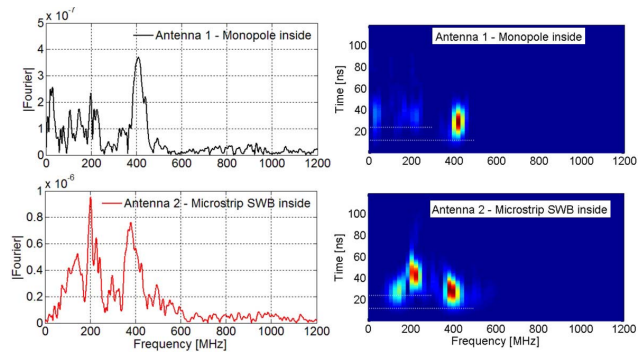 x 10⁻⁷
Antenna 1 - Monopole inside
|Fourier|
5
4
3
2
1
0
0 200 400 600 800 1000 1200
Antenna 1 - Monopole inside
Time [ns]
100
80
60
40
20
0 200 400 600 800 1000 1200
x 10⁻⁶
Antenna 2 - Microstrip SWB inside
|Fourier|
1
0.8
0.6
0.4
0.2
0
0 200 400 600 800 1000 1200
Frequency [MHz]
Antenna 2 - Microstrip SWB inside
Time [ns]
100
80
60
40
20
0 200 400 600 800 1000 1200
Frequency [MHz]